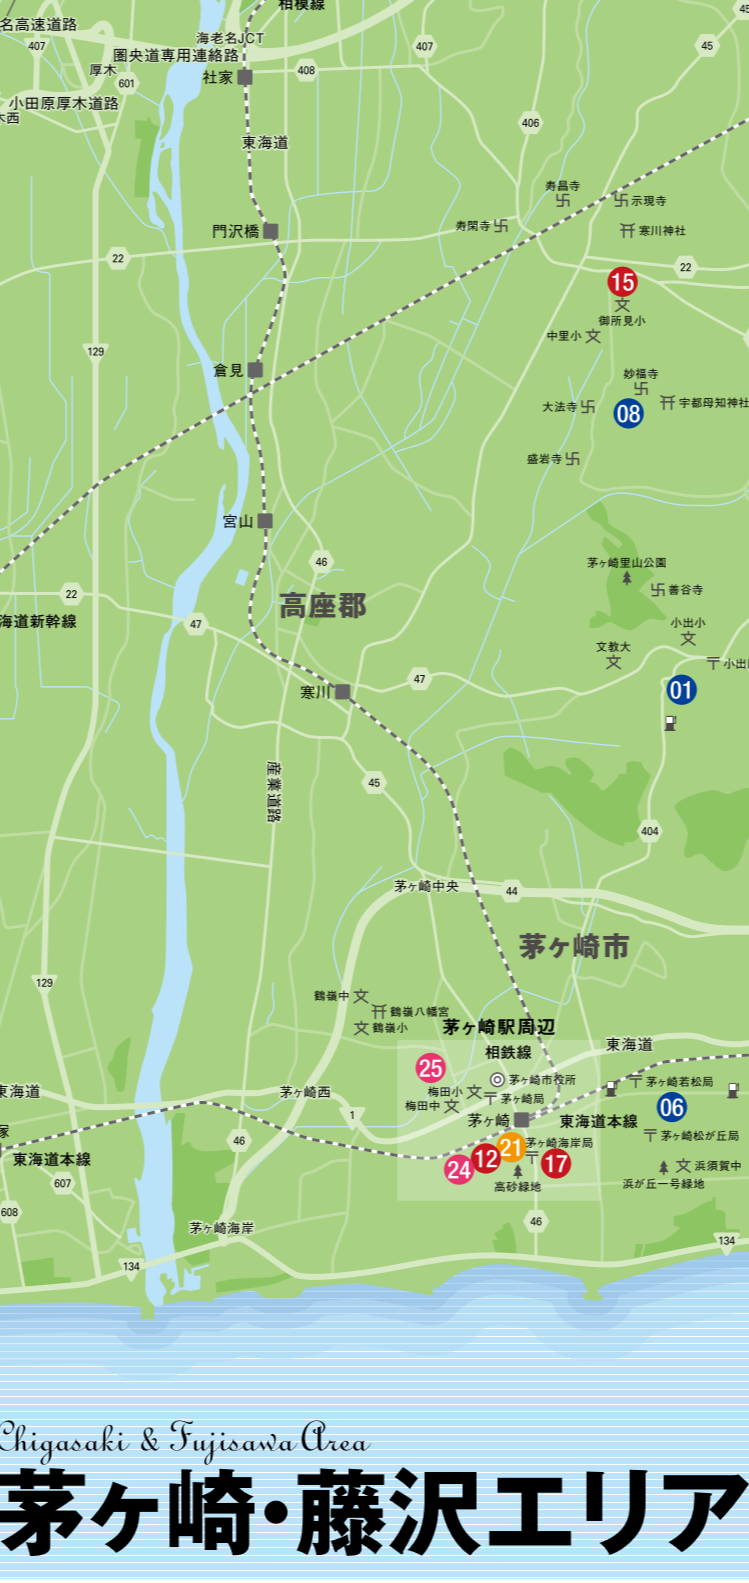 相模線
名高速道路
海老名JCT
45
407
圏央道専用連絡路
407
45
厚木
社家
408
601
小田原厚木道路
木西
406
東海道
寿昌寺
示現寺
寿閑寺
寒川神社
門沢橋
22
22
15
御所見小
中里小
129
倉見
妙福寺
大法寺
08
宇都母知神社
盛岩寺
宮山
46
茅ヶ崎里山公園
善谷寺
22
高座郡
海道新幹線
47
小出小
文教大
小出
47
寒川
01
産業道路
45
404
茅ヶ崎中央
44
茅ヶ崎市
129
鶴嶺中
鶴嶺八幡宮
鶴嶺小
茅ヶ崎駅周辺
相鉄線
東海道
25
茅ヶ崎市役所
茅ヶ崎若松局
東海道
梅田小
茅ヶ崎局
茅ヶ崎西
梅田中
06
1
茅ヶ崎
東海道本線
塚
46
茅ヶ崎松が丘局
東海道本線
21
茅ヶ崎海岸局
24
12
17
浜須賀中
607
高砂緑地
浜が丘一号緑地
608
茅ヶ崎海岸
46
134
134
Chigasaki & Fujisawa Area
茅ヶ崎・藤沢エリア